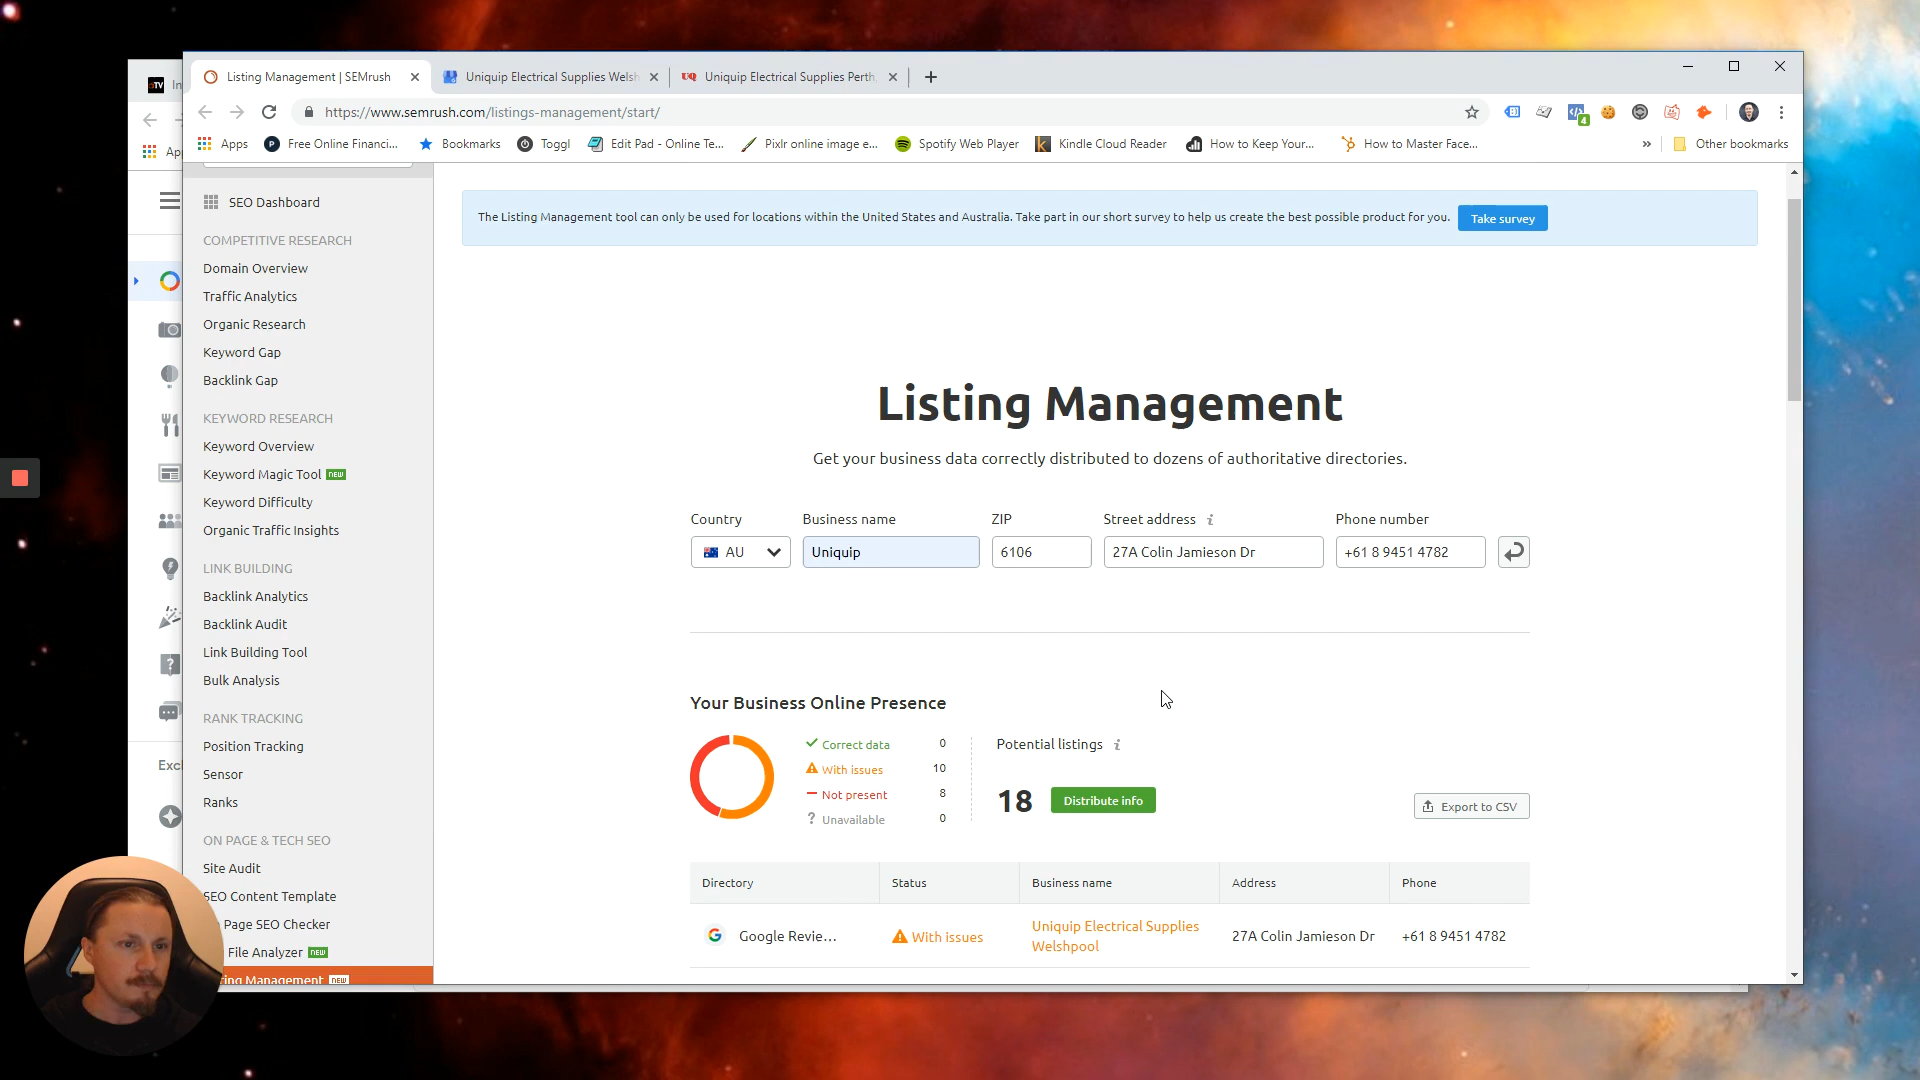 In
Listing Management | SEMrush
Uniquip Electrical Supplies Welsh
UQ
Uniquip Electrical Supplies Perth,
https://www.semrush.com/listings-management/start/
4
Apps
Free Online Financi...
Bookmarks
Toggl
Edit Pad - Online Te...
Pixlr online image e...
Spotify Web Player
Kindle Cloud Reader
How to Keep Your...
How to Master Face...
»
Other bookmarks
SEO Dashboard
COMPETITIVE RESEARCH
Domain Overview
Traffic Analytics
Organic Research
Keyword Gap
Backlink Gap
KEYWORD RESEARCH
Keyword Overview
Keyword Magic Tool NEW
Keyword Difficulty
Organic Traffic Insights
LINK BUILDING
Backlink Analytics
Backlink Audit
Link Building Tool
Bulk Analysis
RANK TRACKING
Position Tracking
Sensor
Ranks
ON PAGE & TECH SEO
Site Audit
SEO Content Template
Page SEO Checker
File Analyzer NEW
ing Management NEW
Excl
The Listing Management tool can only be used for locations within the United States and Australia. Take part in our short survey to help us create the best possible product for you. Take survey
Listing Management
Get your business data correctly distributed to dozens of authoritative directories.
Country Business name ZIP Street address i Phone number
AU Uniquip 6106 27A Colin Jamieson Dr +61 8 9451 4782
Your Business Online Presence
Correct data 0
With issues 10
Not present 8
? Unavailable 0
Potential listings i
18 Distribute info
Export to CSV
Directory Status Business name Address Phone
Google Revie... With issues Uniquip Electrical Supplies Welshpool 27A Colin Jamieson Dr +61 8 9451 4782